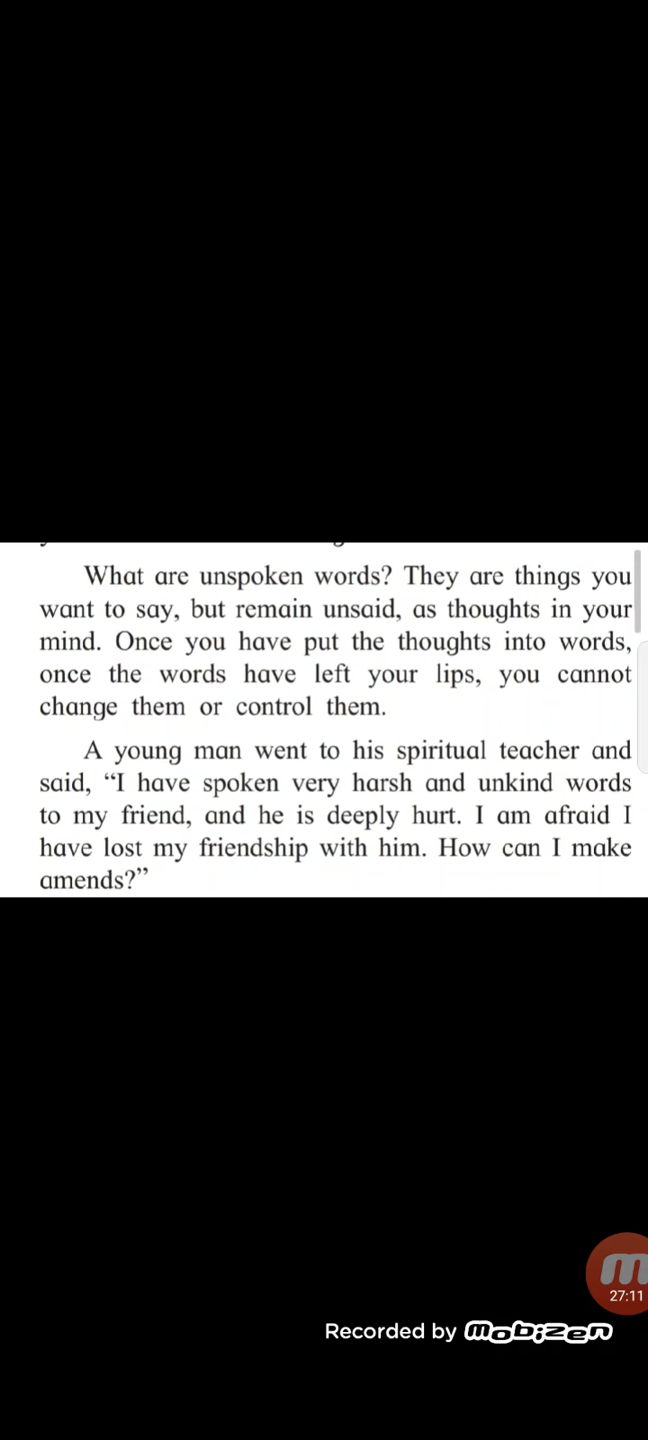 What are unspoken words? They are things you
want to say, but remain unsaid, as thoughts in your
mind. Once you have put the thoughts into words,
once the words have left your lips, you cannot
change them or control them.
A young man went to his spiritual teacher and
said, “I have spoken very harsh and unkind words
to my friend, and he is deeply hurt. I am afraid I
have lost my friendship with him. How can I make
amends?”
27:11
Recorded by mobizen